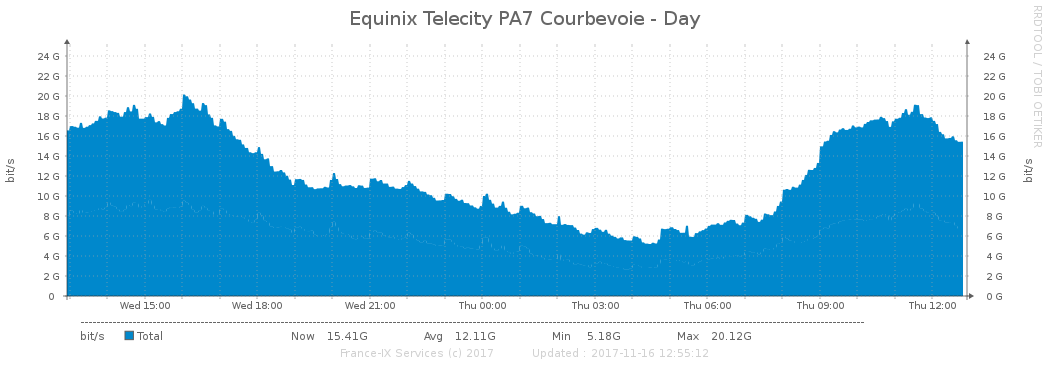 Equinix Telecity PA7 Courbevoie - Day
RRDTOOL / TOBI OETIKER
bit/s
24 G 24 G
22 G 22 G
20 G 20 G
18 G 18 G
16 G 16 G
14 G 14 G
12 G 12 G
10 G 10 G
8 G 8 G
6 G 6 G
4 G 4 G
2 G 2 G
0 0 G
bit/s
Wed 15:00 Wed 18:00 Wed 21:00 Thu 00:00 Thu 03:00 Thu 06:00 Thu 09:00 Thu 12:00
bit/s Total Now 15.41G Avg 12.11G Min 5.18G Max 20.12G
France-IX Services (c) 2017 Updated : 2017-11-16 12:55:12